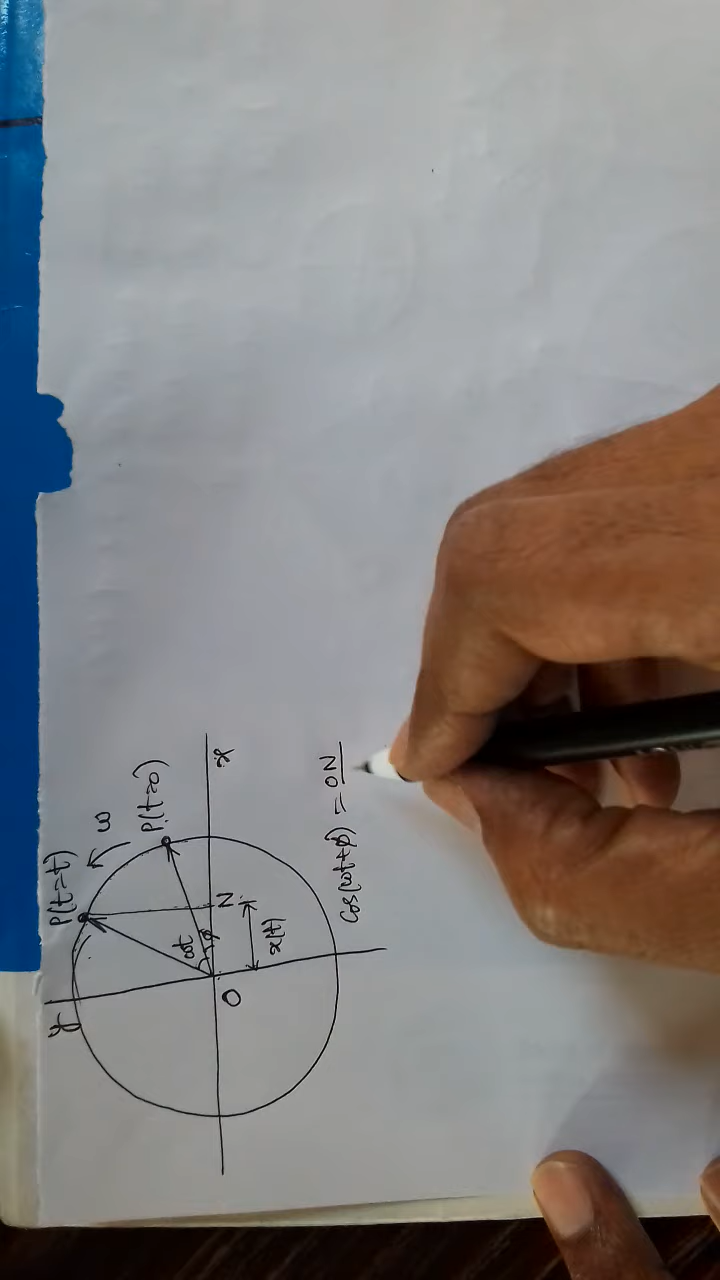 y
P(t=t)
ω
P(t=0)
ωt
φ
O
N
x
x(t)
Cos(ωt+φ) = ON